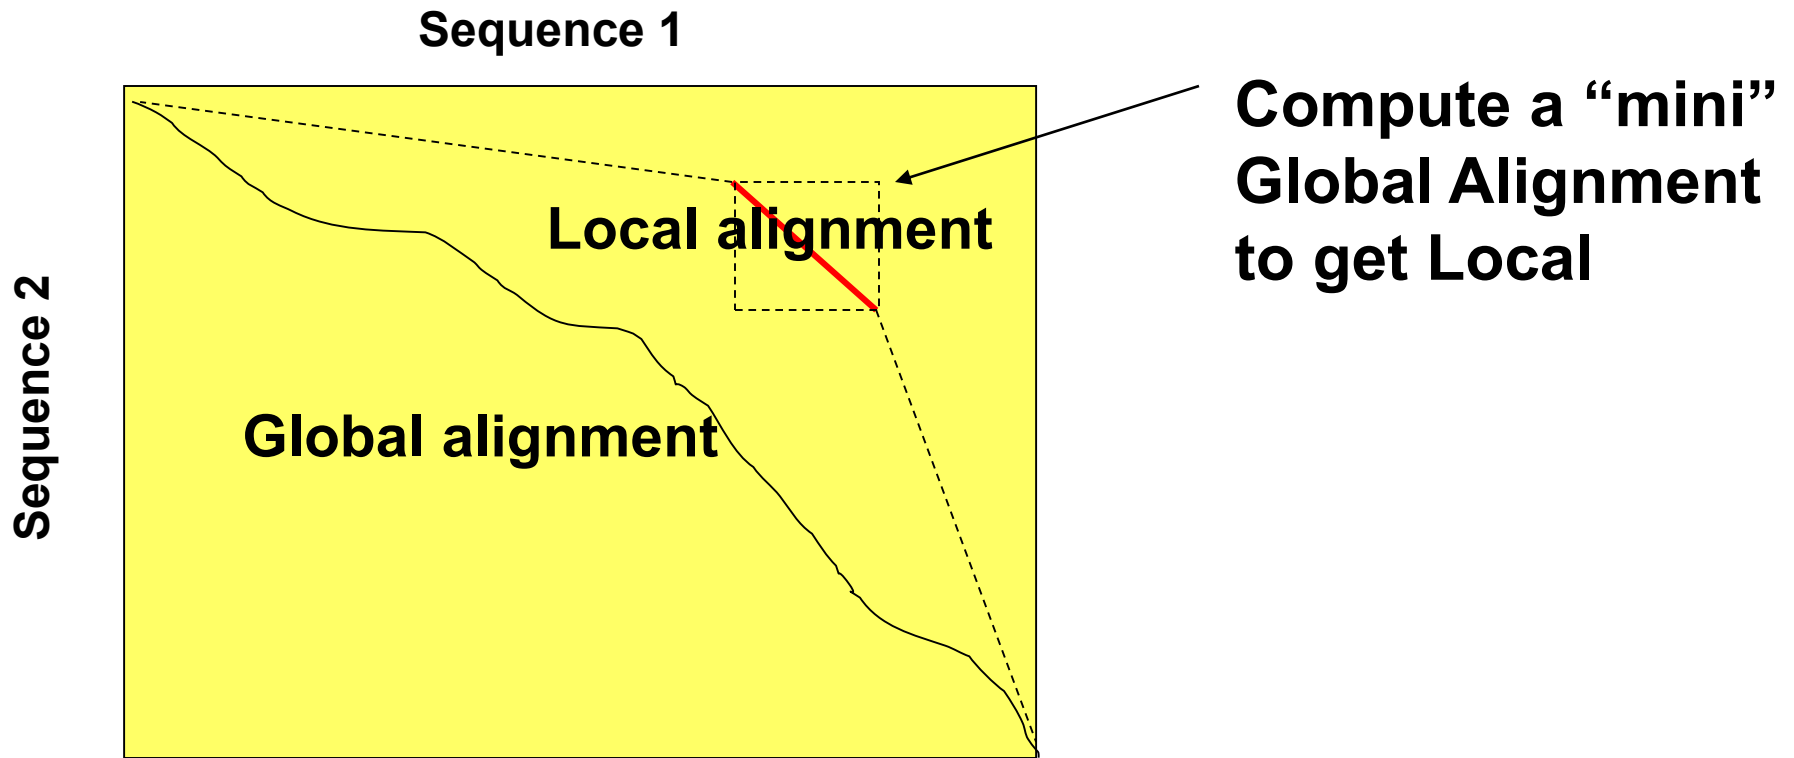 Sequence 1
Compute a “mini”
Global Alignment
to get Local
Local alignment
Sequence 2
Global alignment